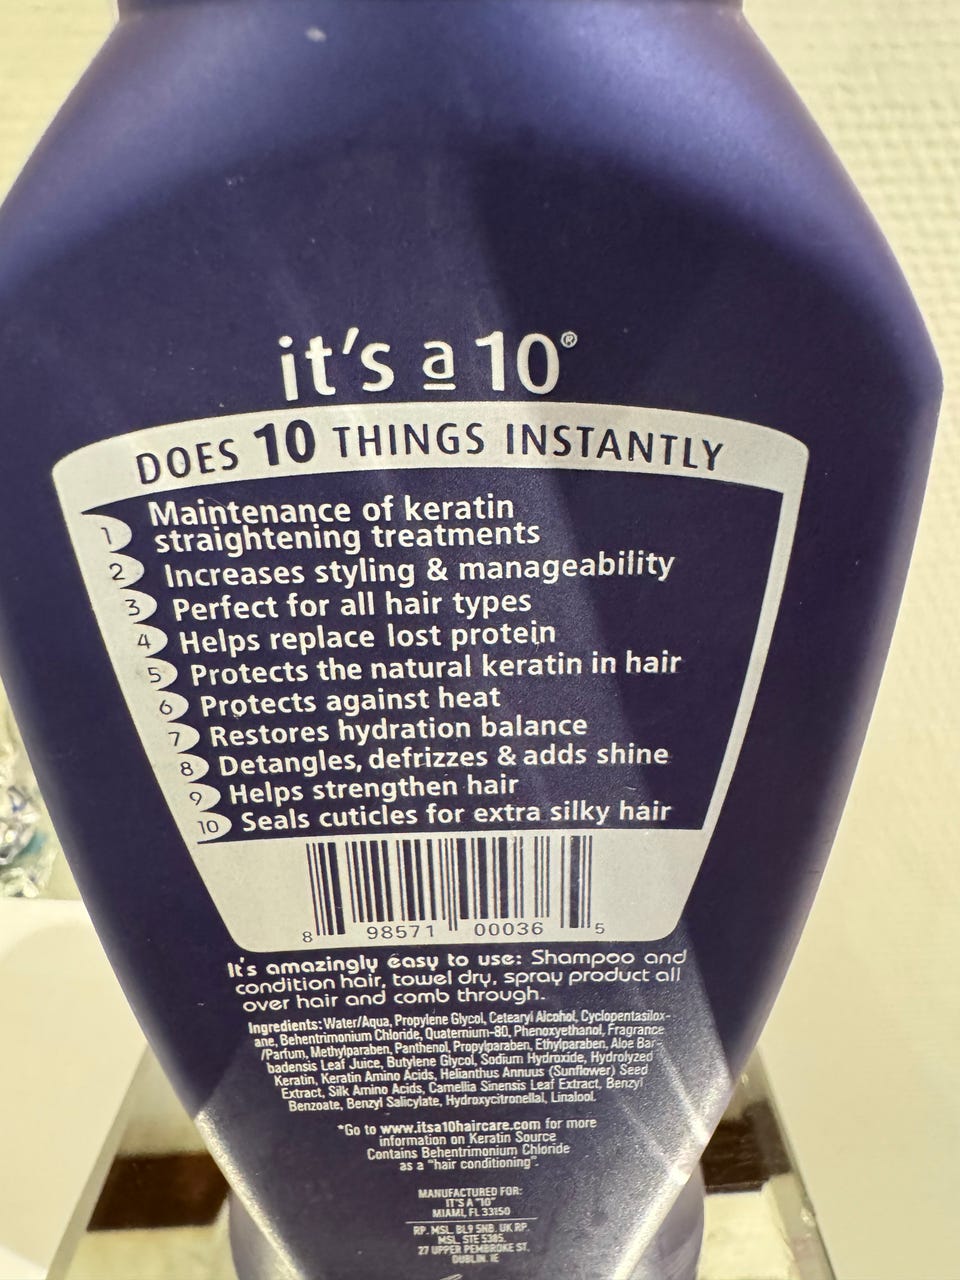 it's a 10®
DOES 10 THINGS INSTANTLY
1 Maintenance of keratin
straightening treatments
2 Increases styling & manageability
3 Perfect for all hair types
4 Helps replace lost protein
5 Protects the natural keratin in hair
6 Protects against heat
7 Restores hydration balance
8 Detangles, defrizzes & adds shine
9 Helps strengthen hair
10 Seals cuticles for extra silky hair
8 98571 00036 5
It's amazingly easy to use: Shampoo and
condition hair, towel dry, spray product all
over hair and comb through.
Ingredients: Water/Aqua, Propylene Glycol, Cetearyl Alcohol, Cyclopentasilox-
ane, Behentrimonium Chloride, Quaternium-80, Phenoxyethanol, Fragrance
/Parfum, Methylparaben, Panthenol, Propylparaben, Ethylparaben, Aloe Bar-
badensis Leaf Juice, Butylene Glycol, Sodium Hydroxide, Hydrolyzed
Keratin, Keratin Amino Acids, Helianthus Annuus (Sunflower) Seed
Extract, Silk Amino Acids, Camellia Sinensis Leaf Extract, Benzyl
Benzoate, Benzyl Salicylate, Hydroxycitronellal, Linalool.
*Go to www.itsa10haircare.com for more
information on Keratin Source
Contains Behentrimonium Chloride
as a "hair conditioning".
MANUFACTURED FOR:
IT'S A "10"
MIAMI, FL 33150
RP. MSL. BL9 5NB. UK RP.
MSL. STE 5385.
27 UPPER PEMBROKE ST.
DUBLIN. IE